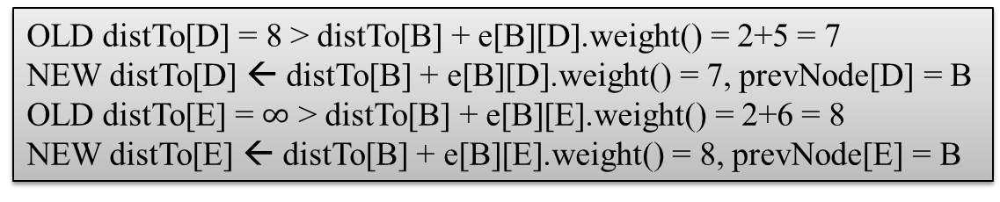 OLD distTo[D] = 8 > distTo[B] + e[B][D].weight() = 2+5 = 7
NEW distTo[D] ← distTo[B] + e[B][D].weight() = 7, prevNode[D] = B
OLD distTo[E] = ∞ > distTo[B] + e[B][E].weight() = 2+6 = 8
NEW distTo[E] ← distTo[B] + e[B][E].weight() = 8, prevNode[E] = B